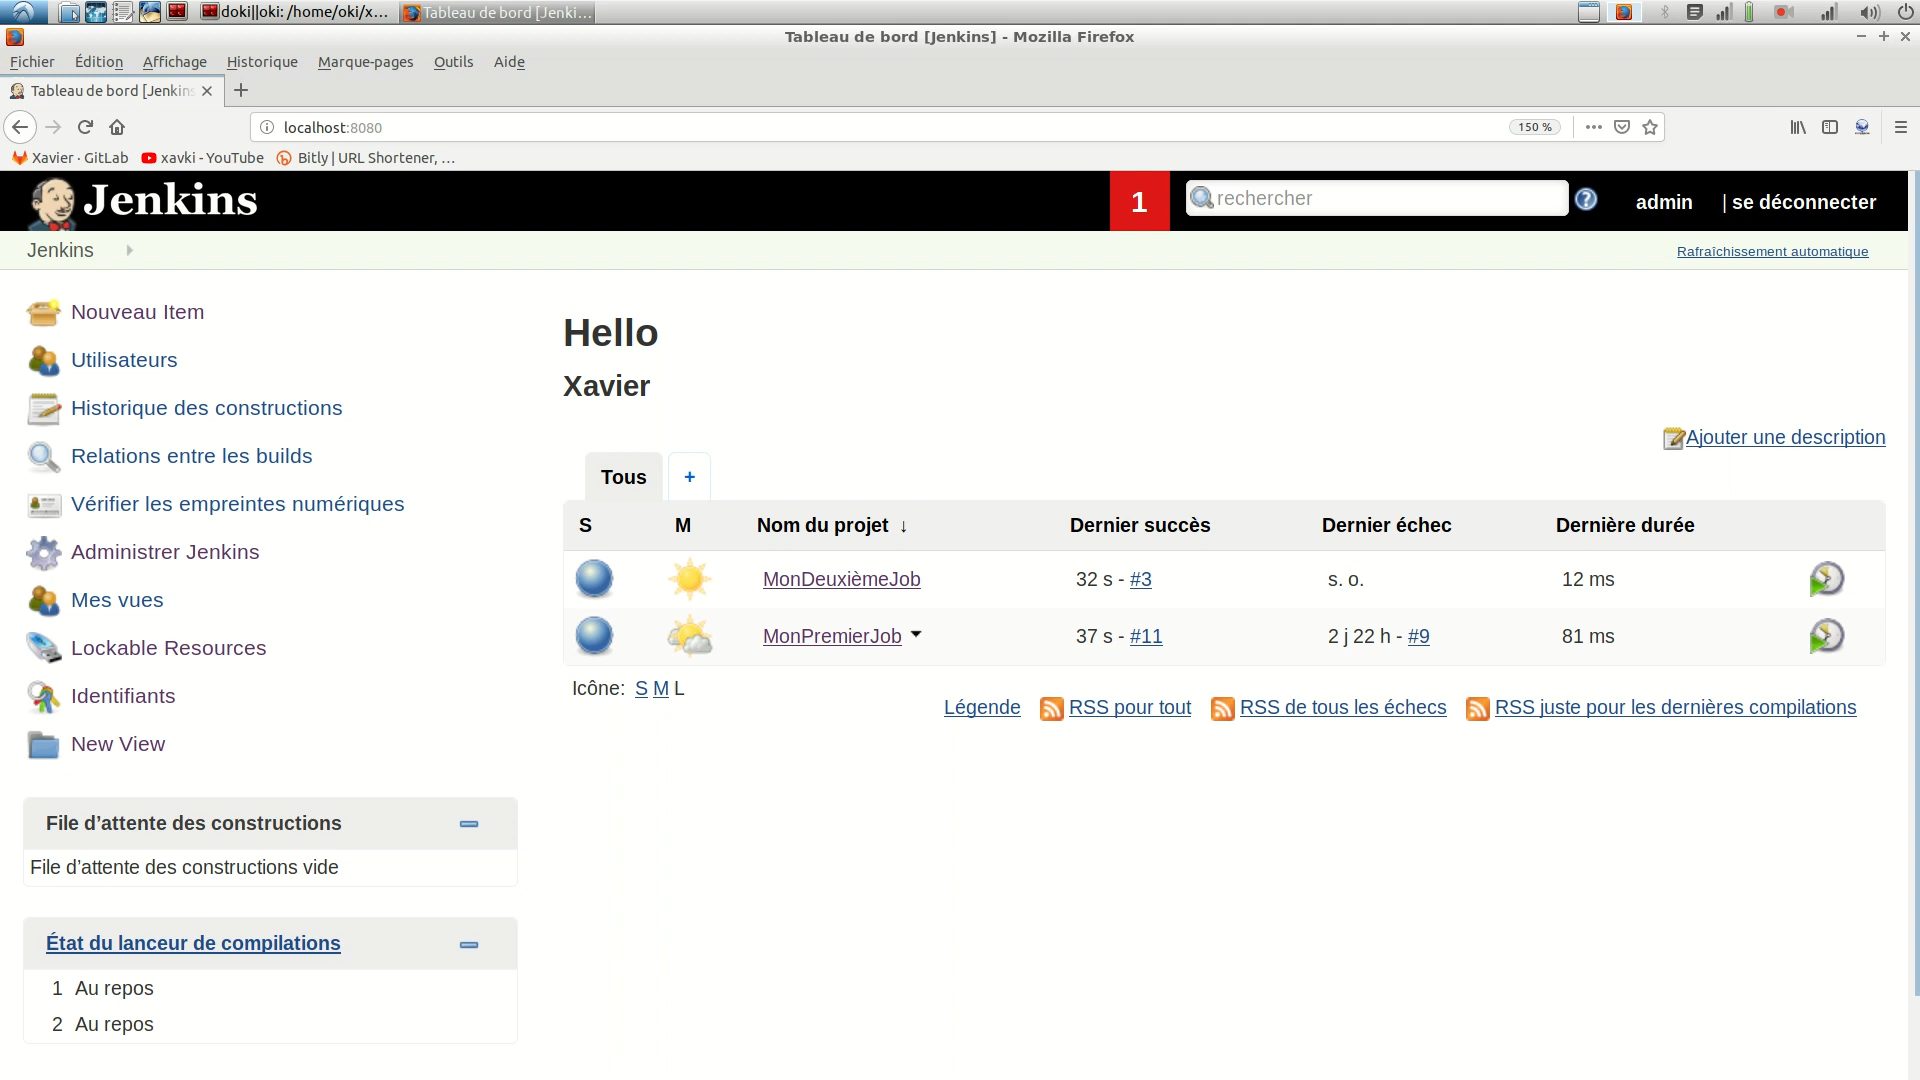 doki||oki: /home/oki/x...
Tableau de bord [Jenki...
Tableau de bord [Jenkins] - Mozilla Firefox
Fichier Édition Affichage Historique Marque-pages Outils Aide
Tableau de bord [Jenkins
localhost:8080
150 %
Xavier · GitLab
xavki - YouTube
Bitly | URL Shortener, ...
Jenkins
1
rechercher
admin
| se déconnecter
Jenkins
Rafraîchissement automatique
Nouveau Item
Utilisateurs
Historique des constructions
Relations entre les builds
Vérifier les empreintes numériques
Administrer Jenkins
Mes vues
Lockable Resources
Identifiants
New View
File d'attente des constructions
File d'attente des constructions vide
État du lanceur de compilations
1 Au repos
2 Au repos
Hello
Xavier
Ajouter une description
Tous +
S M Nom du projet ↓ Dernier succès Dernier échec Dernière durée
MonDeuxièmeJob 32 s - #3 s. o. 12 ms
MonPremierJob 37 s - #11 2 j 22 h - #9 81 ms
Icône: S M L
Légende RSS pour tout RSS de tous les échecs RSS juste pour les dernières compilations